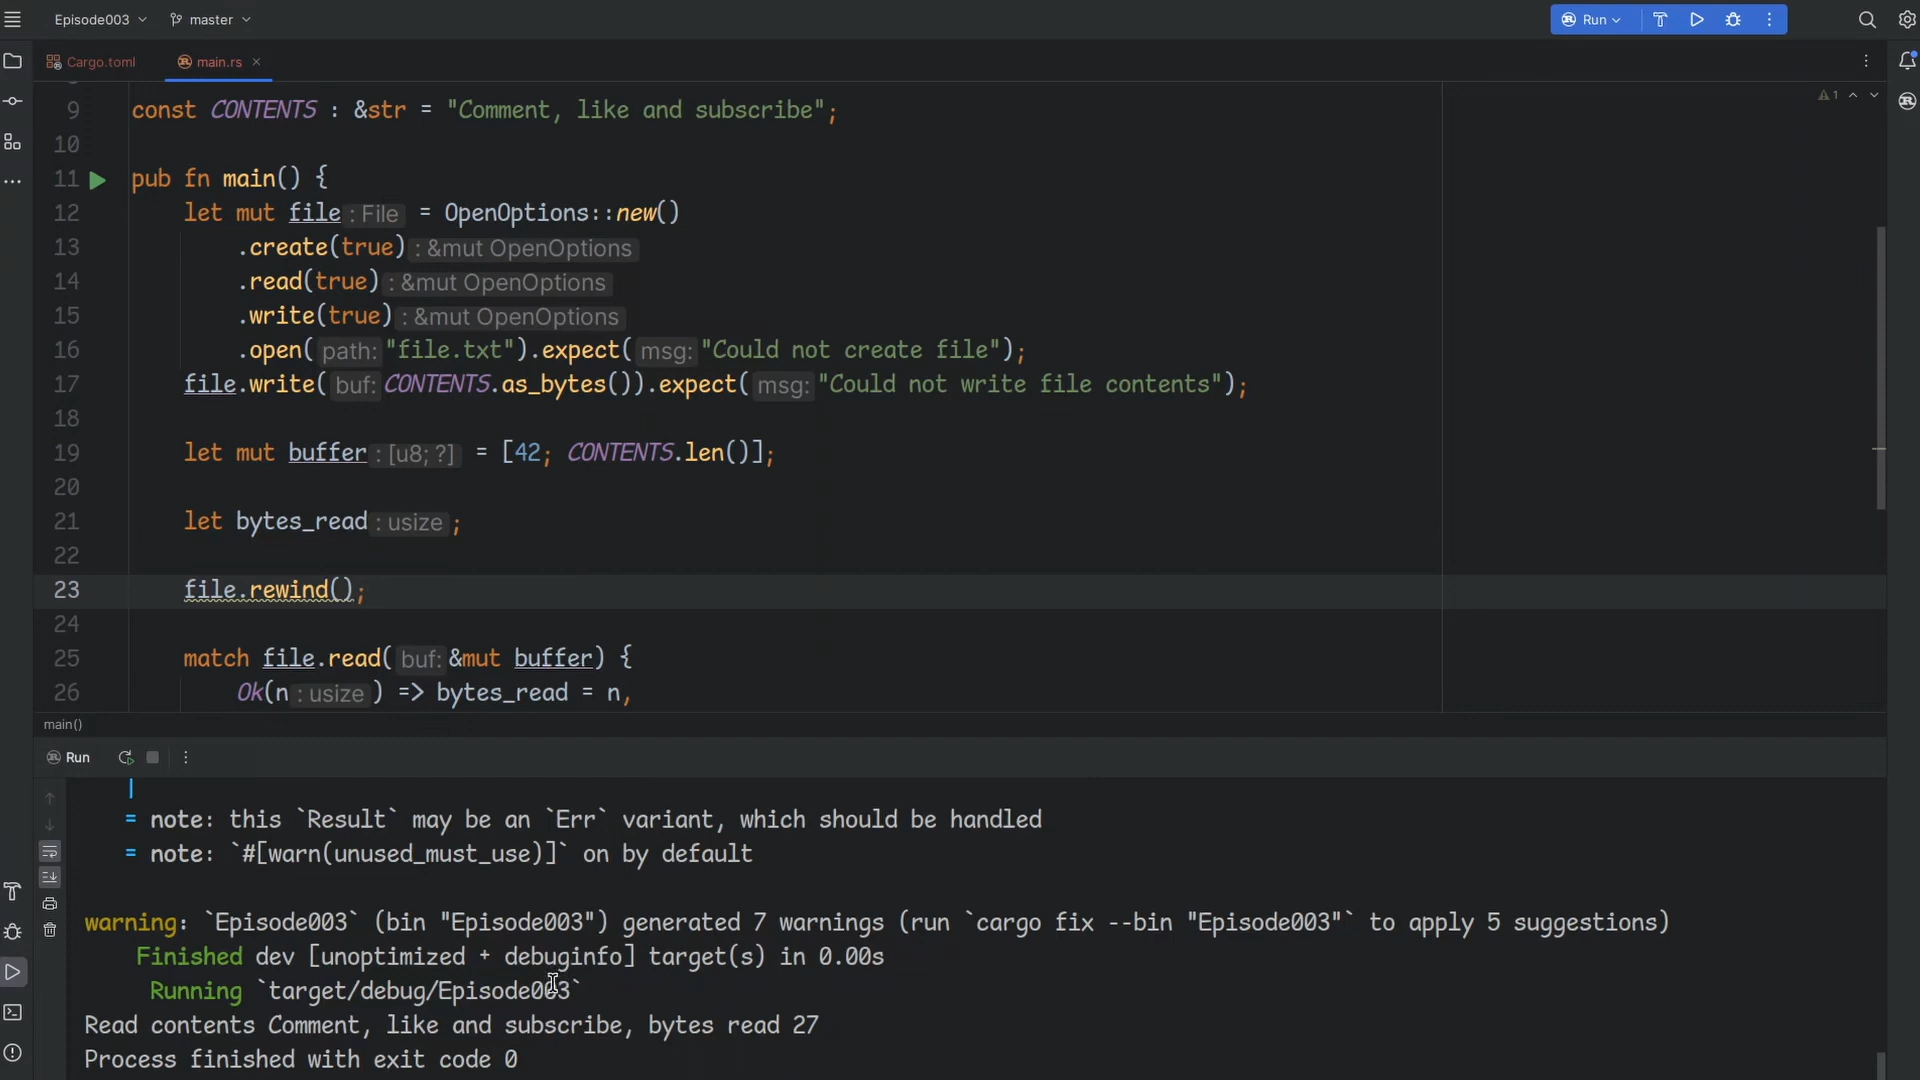 Episode003 master Run
Cargo.toml main.rs
9 const CONTENTS : &str = "Comment, like and subscribe"; 1
10
11 pub fn main() {
12 let mut file : File = OpenOptions::new()
13 .create(true) : &mut OpenOptions
14 .read(true) : &mut OpenOptions
15 .write(true) : &mut OpenOptions
16 .open( path: "file.txt").expect( msg: "Could not create file");
17 file.write( buf: CONTENTS.as_bytes()).expect( msg: "Could not write file contents");
18
19 let mut buffer : [u8; ?] = [42; CONTENTS.len()];
20
21 let bytes_read : usize ;
22
23 file.rewind();
24
25 match file.read( buf: &mut buffer) {
26 Ok(n : usize ) => bytes_read = n,
main()
Run
|
= note: this `Result` may be an `Err` variant, which should be handled
= note: `#[warn(unused_must_use)]` on by default
warning: `Episode003` (bin "Episode003") generated 7 warnings (run `cargo fix --bin "Episode003"` to apply 5 suggestions)
Finished dev [unoptimized + debuginfo] target(s) in 0.00s
Running `target/debug/Episode003`
Read contents Comment, like and subscribe, bytes read 27
Process finished with exit code 0